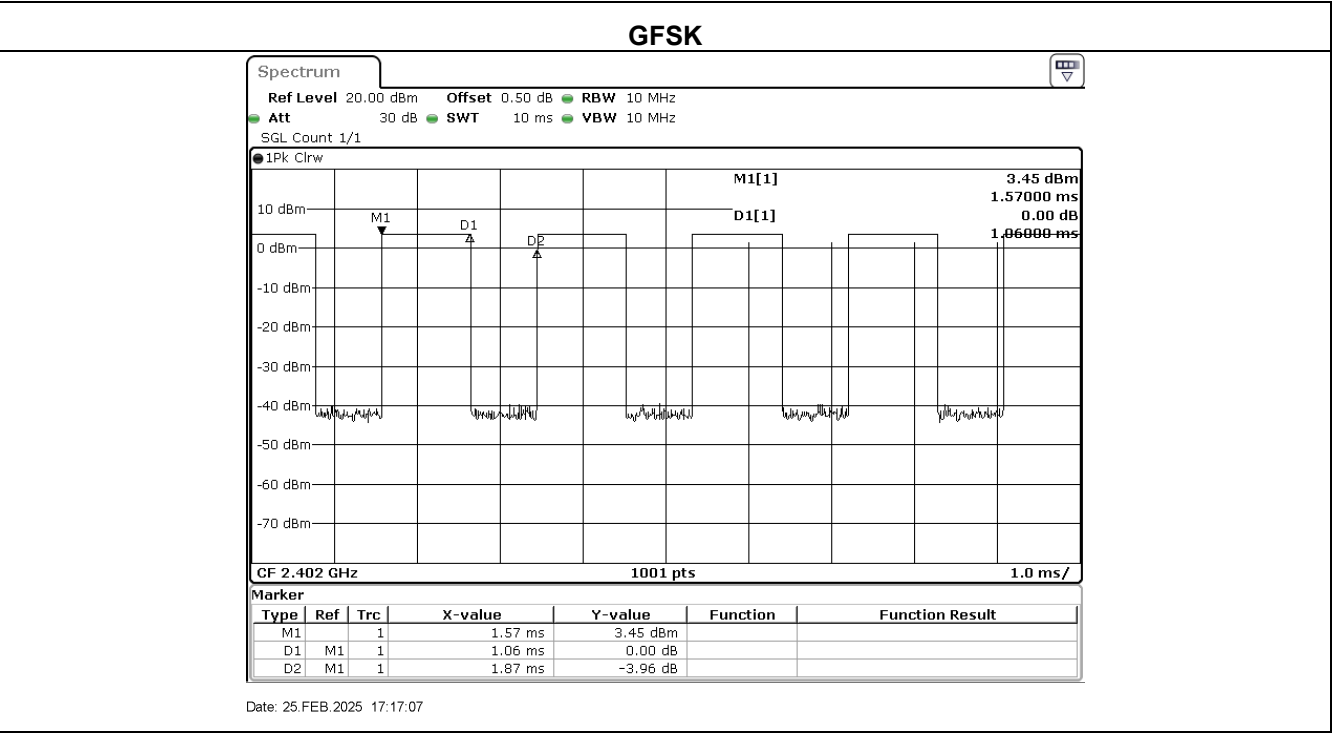 GFSK
Spectrum
Ref Level 20.00 dBm Offset 0.50 dB RBW 10 MHz
Att 30 dB SWT 10 ms VBW 10 MHz
SGL Count 1/1
1Pk Clrw
M1[1] 3.45 dBm
1.57000 ms
10 dBm
D1[1] 0.00 dB
1.06000 ms
M1
D1
D2
0 dBm
-10 dBm
-20 dBm
-30 dBm
-40 dBm
-50 dBm
-60 dBm
-70 dBm
CF 2.402 GHz 1001 pts 1.0 ms/
Marker
Type Ref Trc X-value Y-value Function Function Result
M1 1 1.57 ms 3.45 dBm
D1 M1 1 1.06 ms 0.00 dB
D2 M1 1 1.87 ms -3.96 dB
Date: 25.FEB.2025 17:17:07